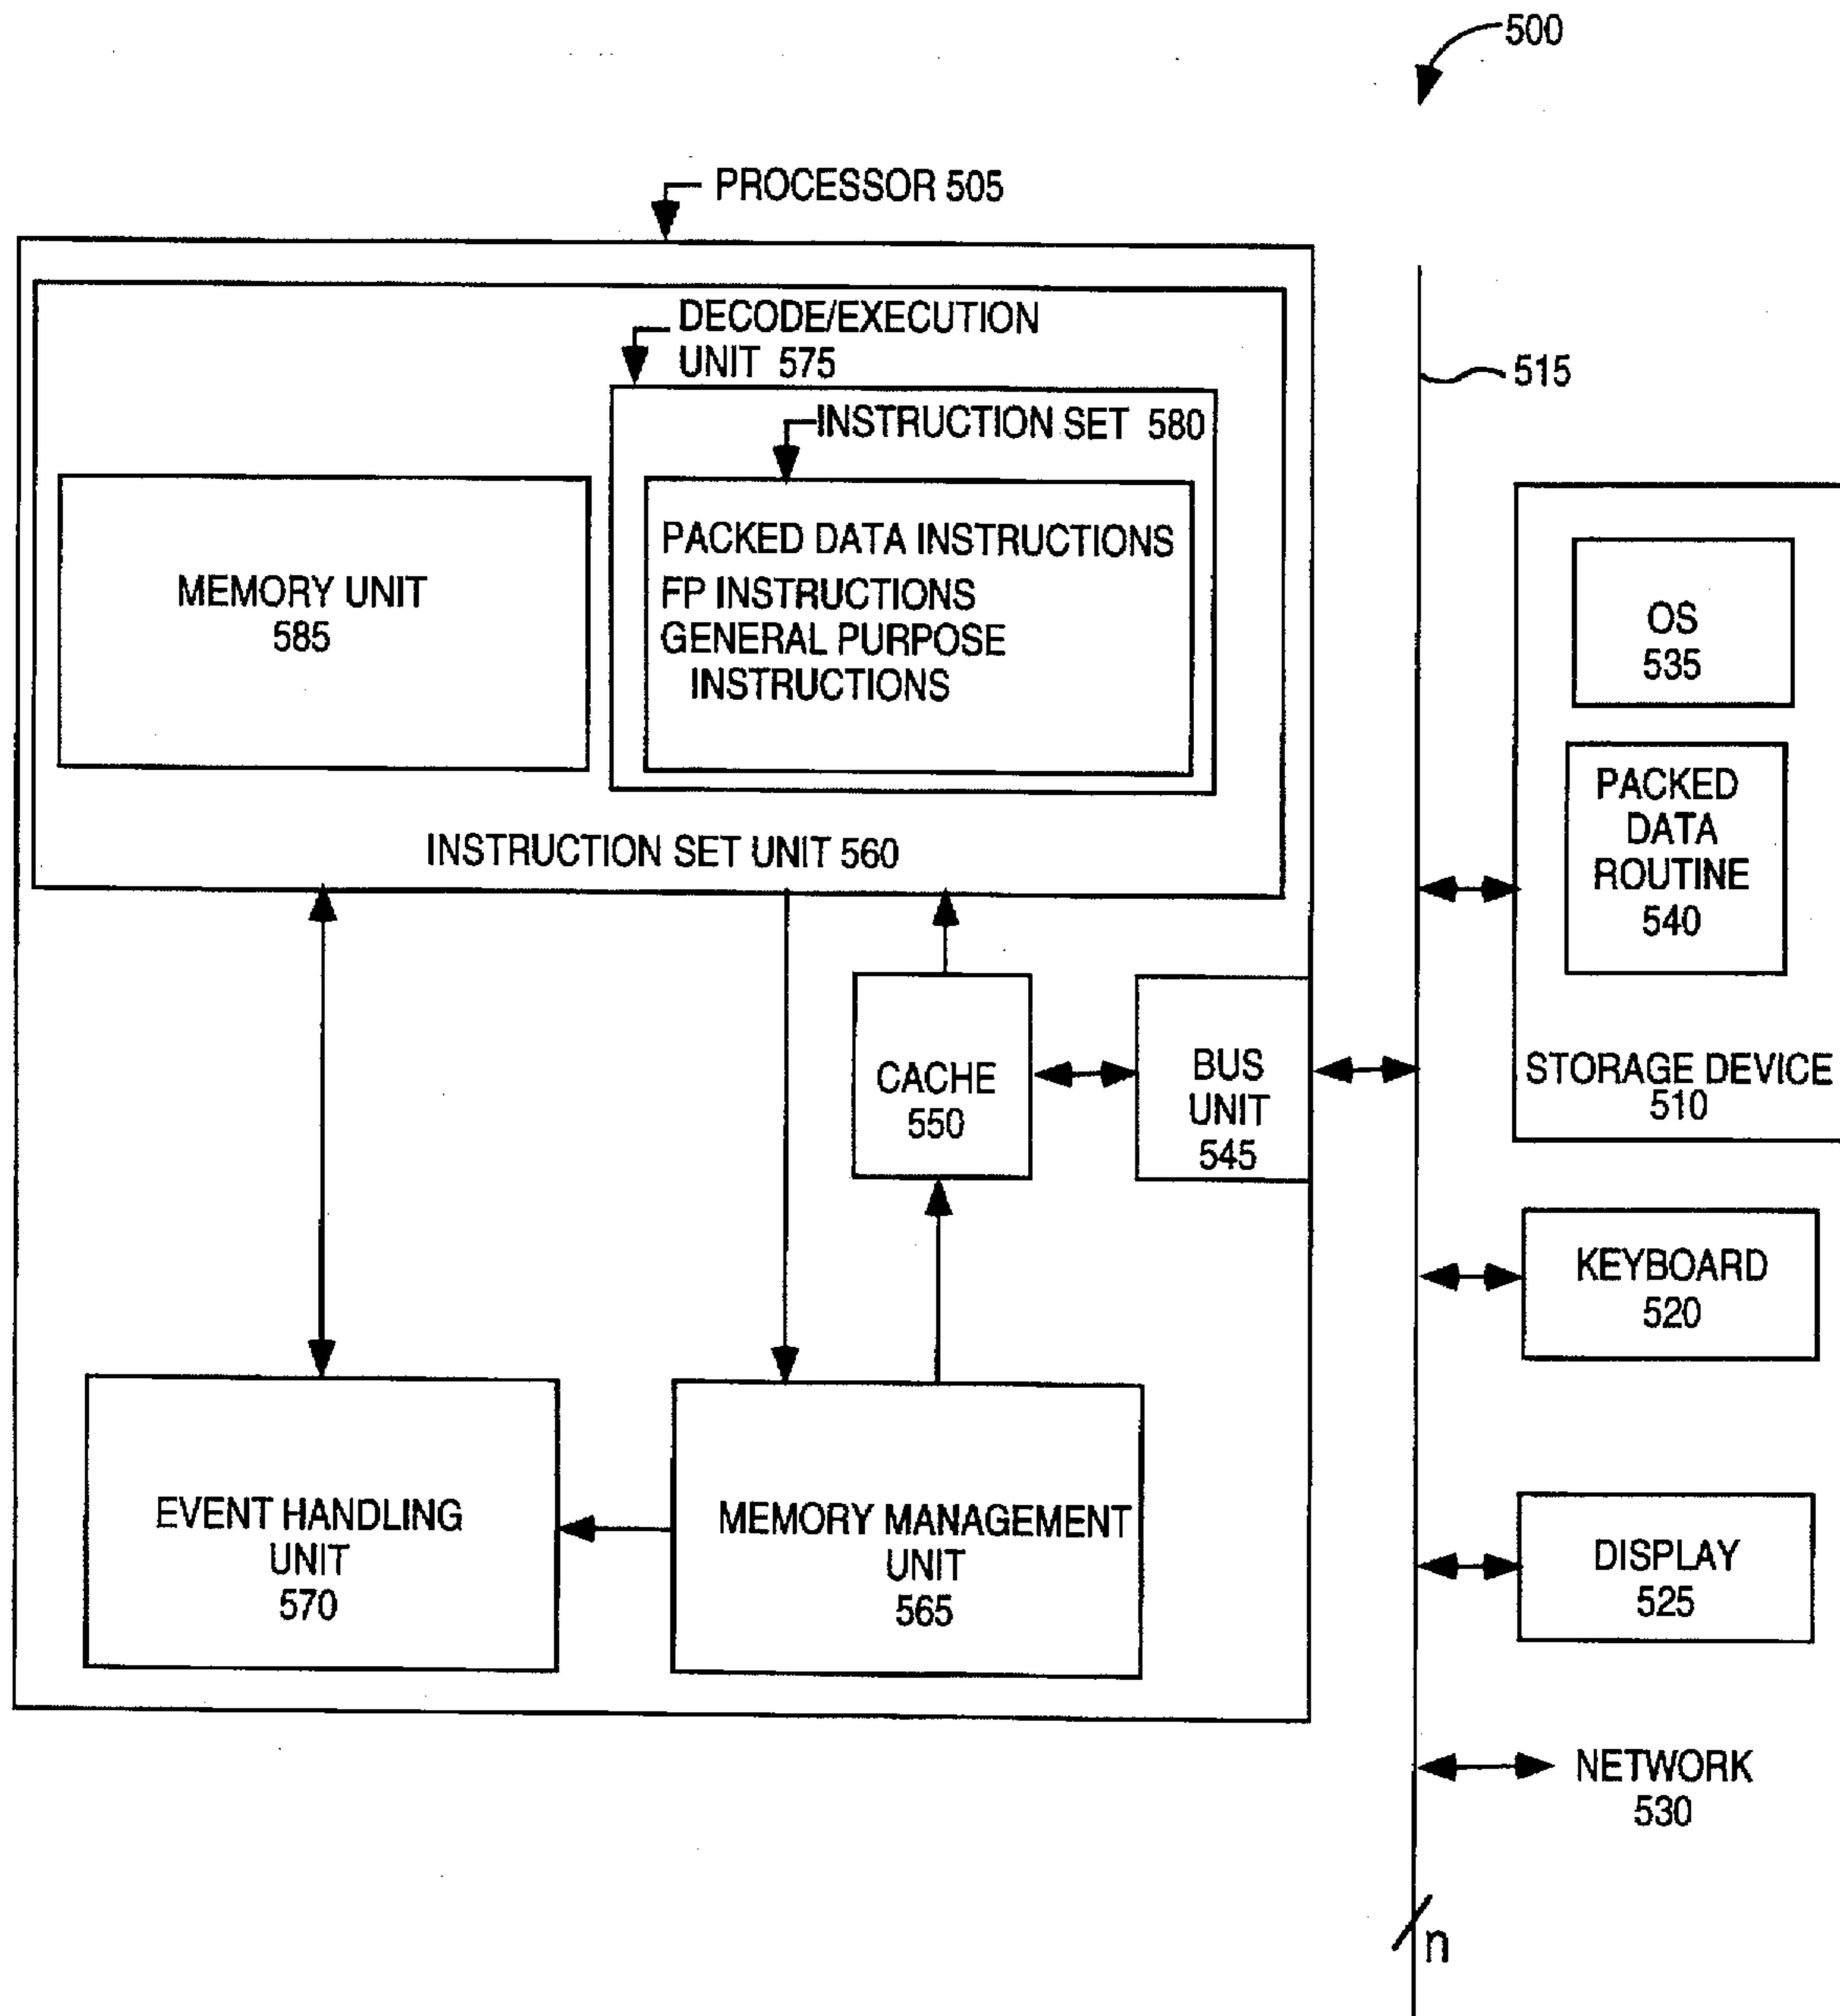 500
PROCESSOR 505
DECODE/EXECUTION
UNIT 575
INSTRUCTION SET 580
PACKED DATA INSTRUCTIONS
FP INSTRUCTIONS
GENERAL PURPOSE
INSTRUCTIONS
MEMORY UNIT
585
INSTRUCTION SET UNIT 560
CACHE
550
BUS
UNIT
545
EVENT HANDLING
UNIT
570
MEMORY MANAGEMENT
UNIT
565
515
OS
535
PACKED
DATA
ROUTINE
540
STORAGE DEVICE
510
KEYBOARD
520
DISPLAY
525
NETWORK
530
n